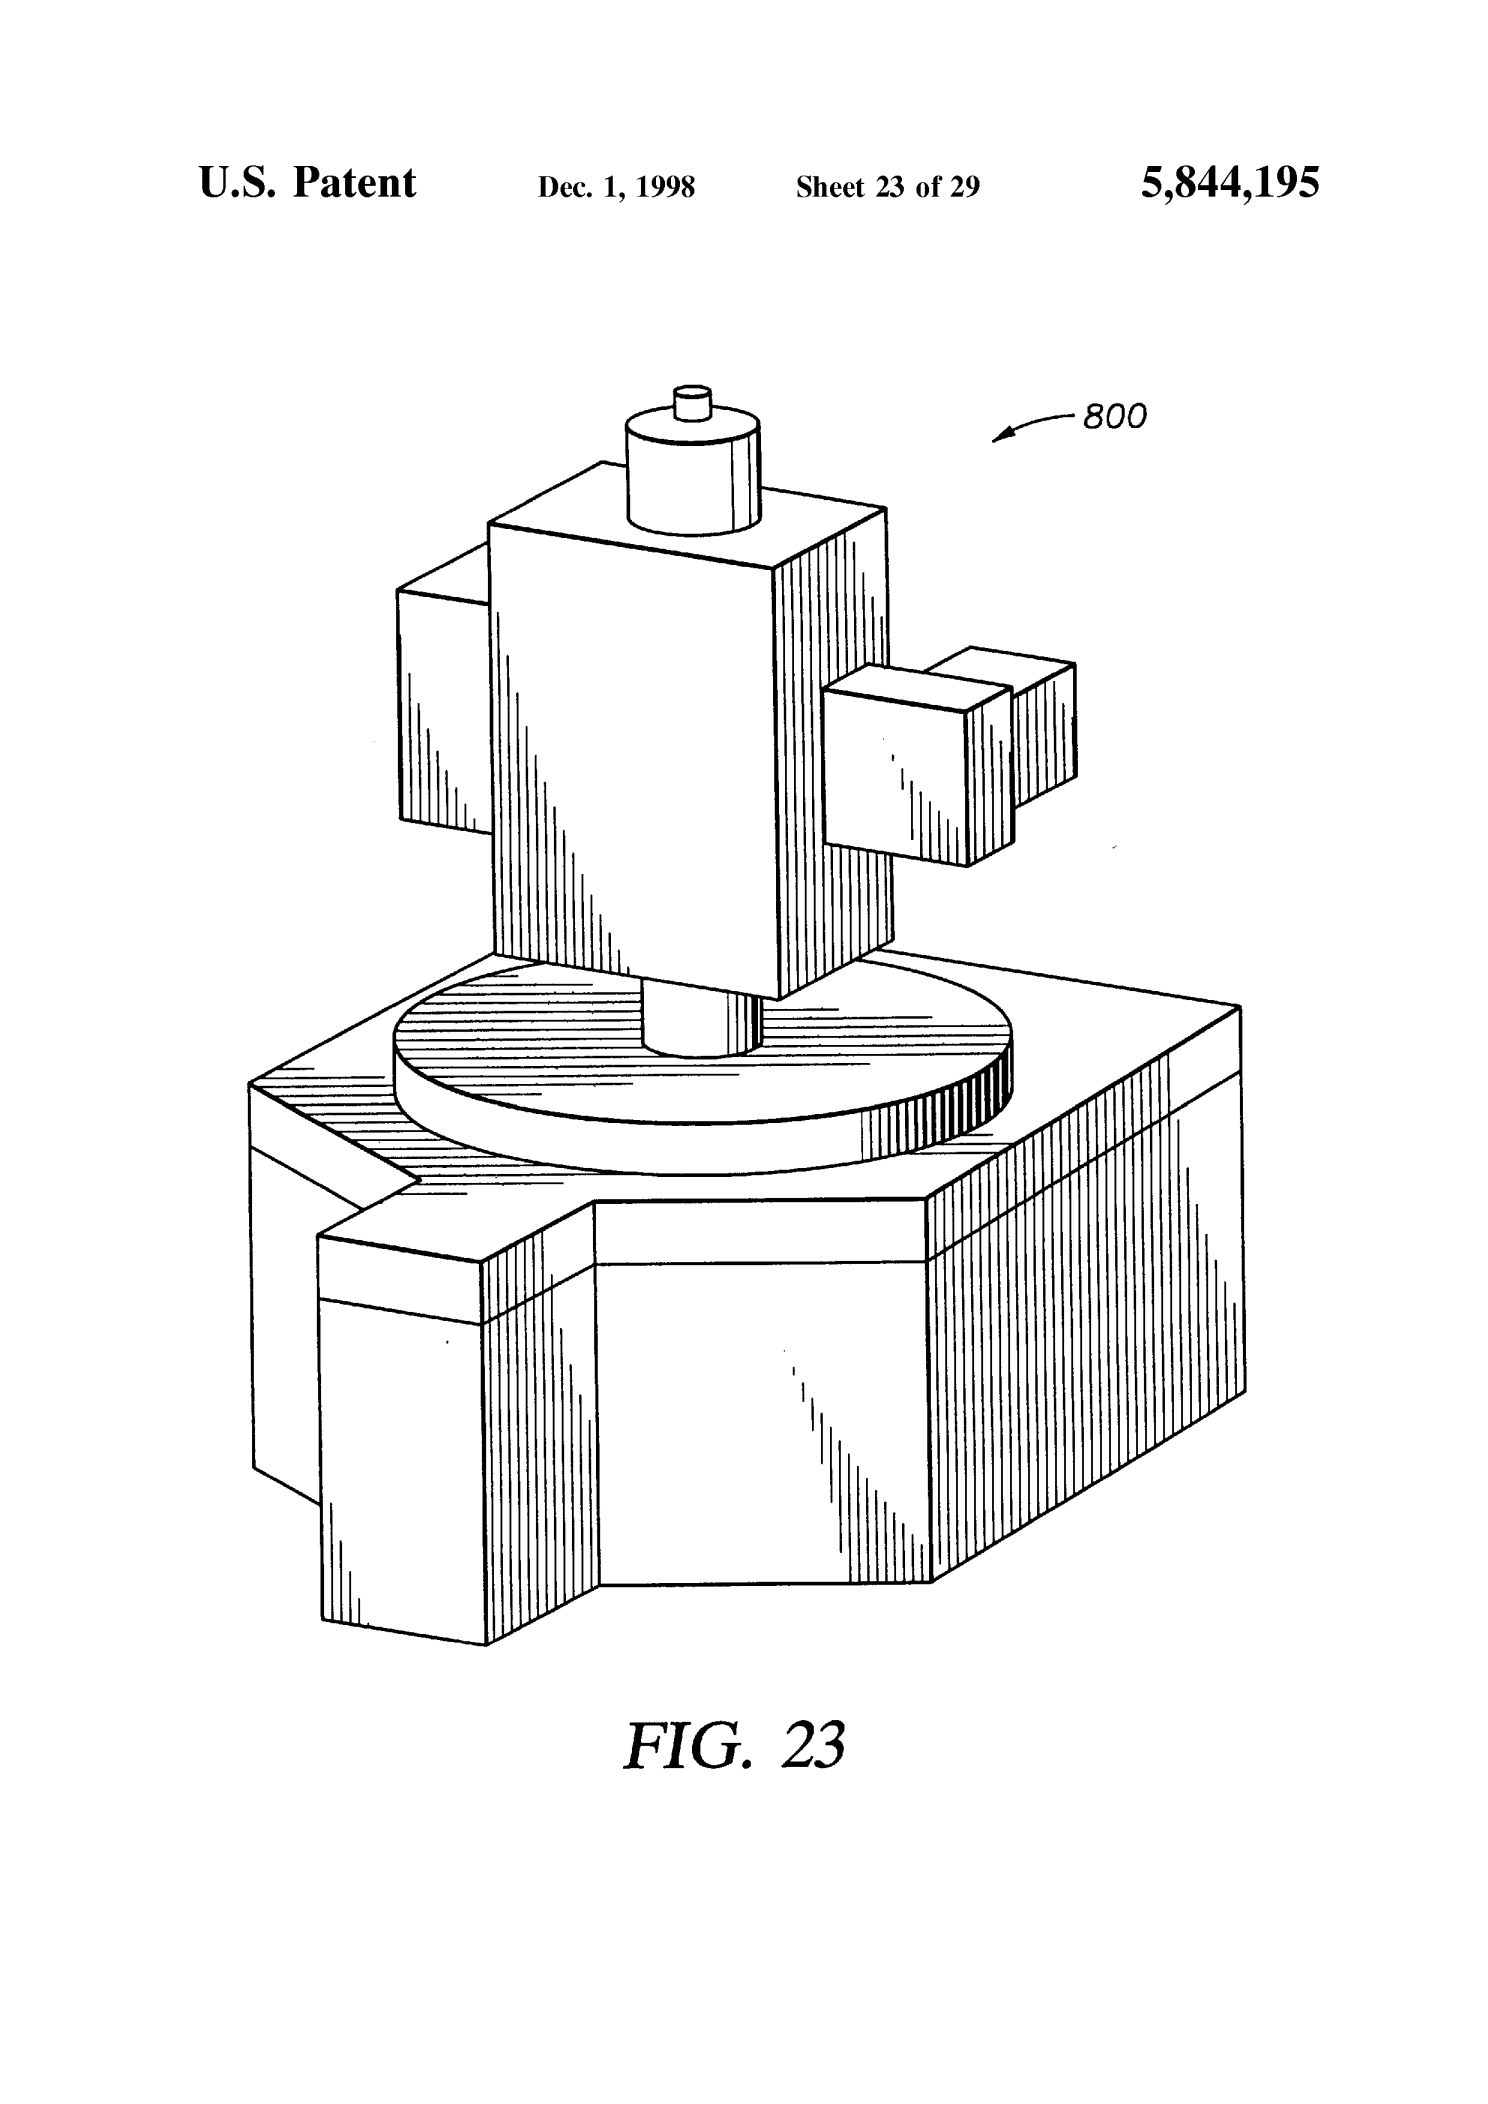 U.S. Patent Dec. 1, 1998 Sheet 23 of 29 5,844,195
800
FIG. 23